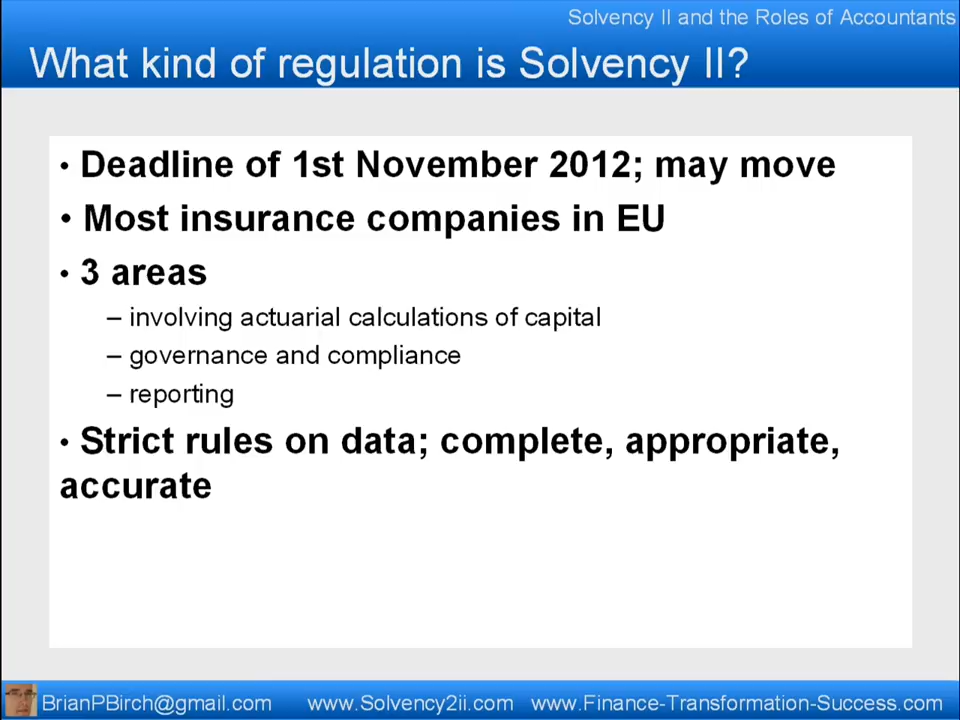 Solvency II and the Roles of Accountants
What kind of regulation is Solvency II?
• Deadline of 1st November 2012; may move
• Most insurance companies in EU
• 3 areas
– involving actuarial calculations of capital
– governance and compliance
– reporting
• Strict rules on data; complete, appropriate,
accurate
BrianPBirch@gmail.com www.Solvency2ii.com www.Finance-Transformation-Success.com